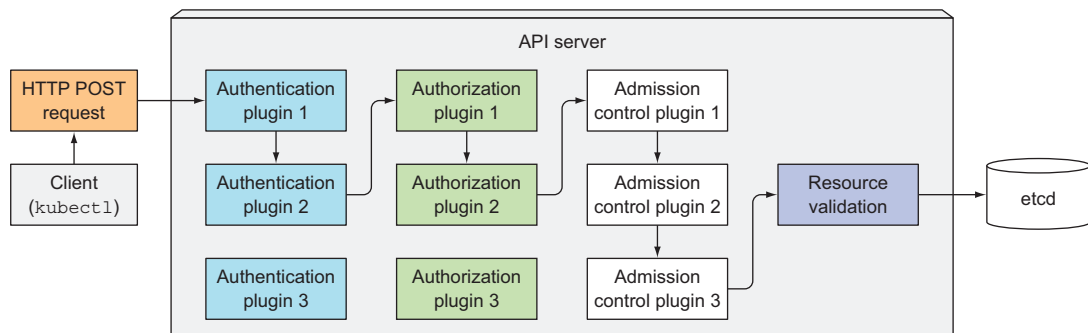 API server
HTTP POST
request
Client
(kubectl)
Authentication
plugin 1
Authentication
plugin 2
Authentication
plugin 3
Authorization
plugin 1
Authorization
plugin 2
Authorization
plugin 3
Admission
control plugin 1
Admission
control plugin 2
Admission
control plugin 3
Resource
validation
etcd